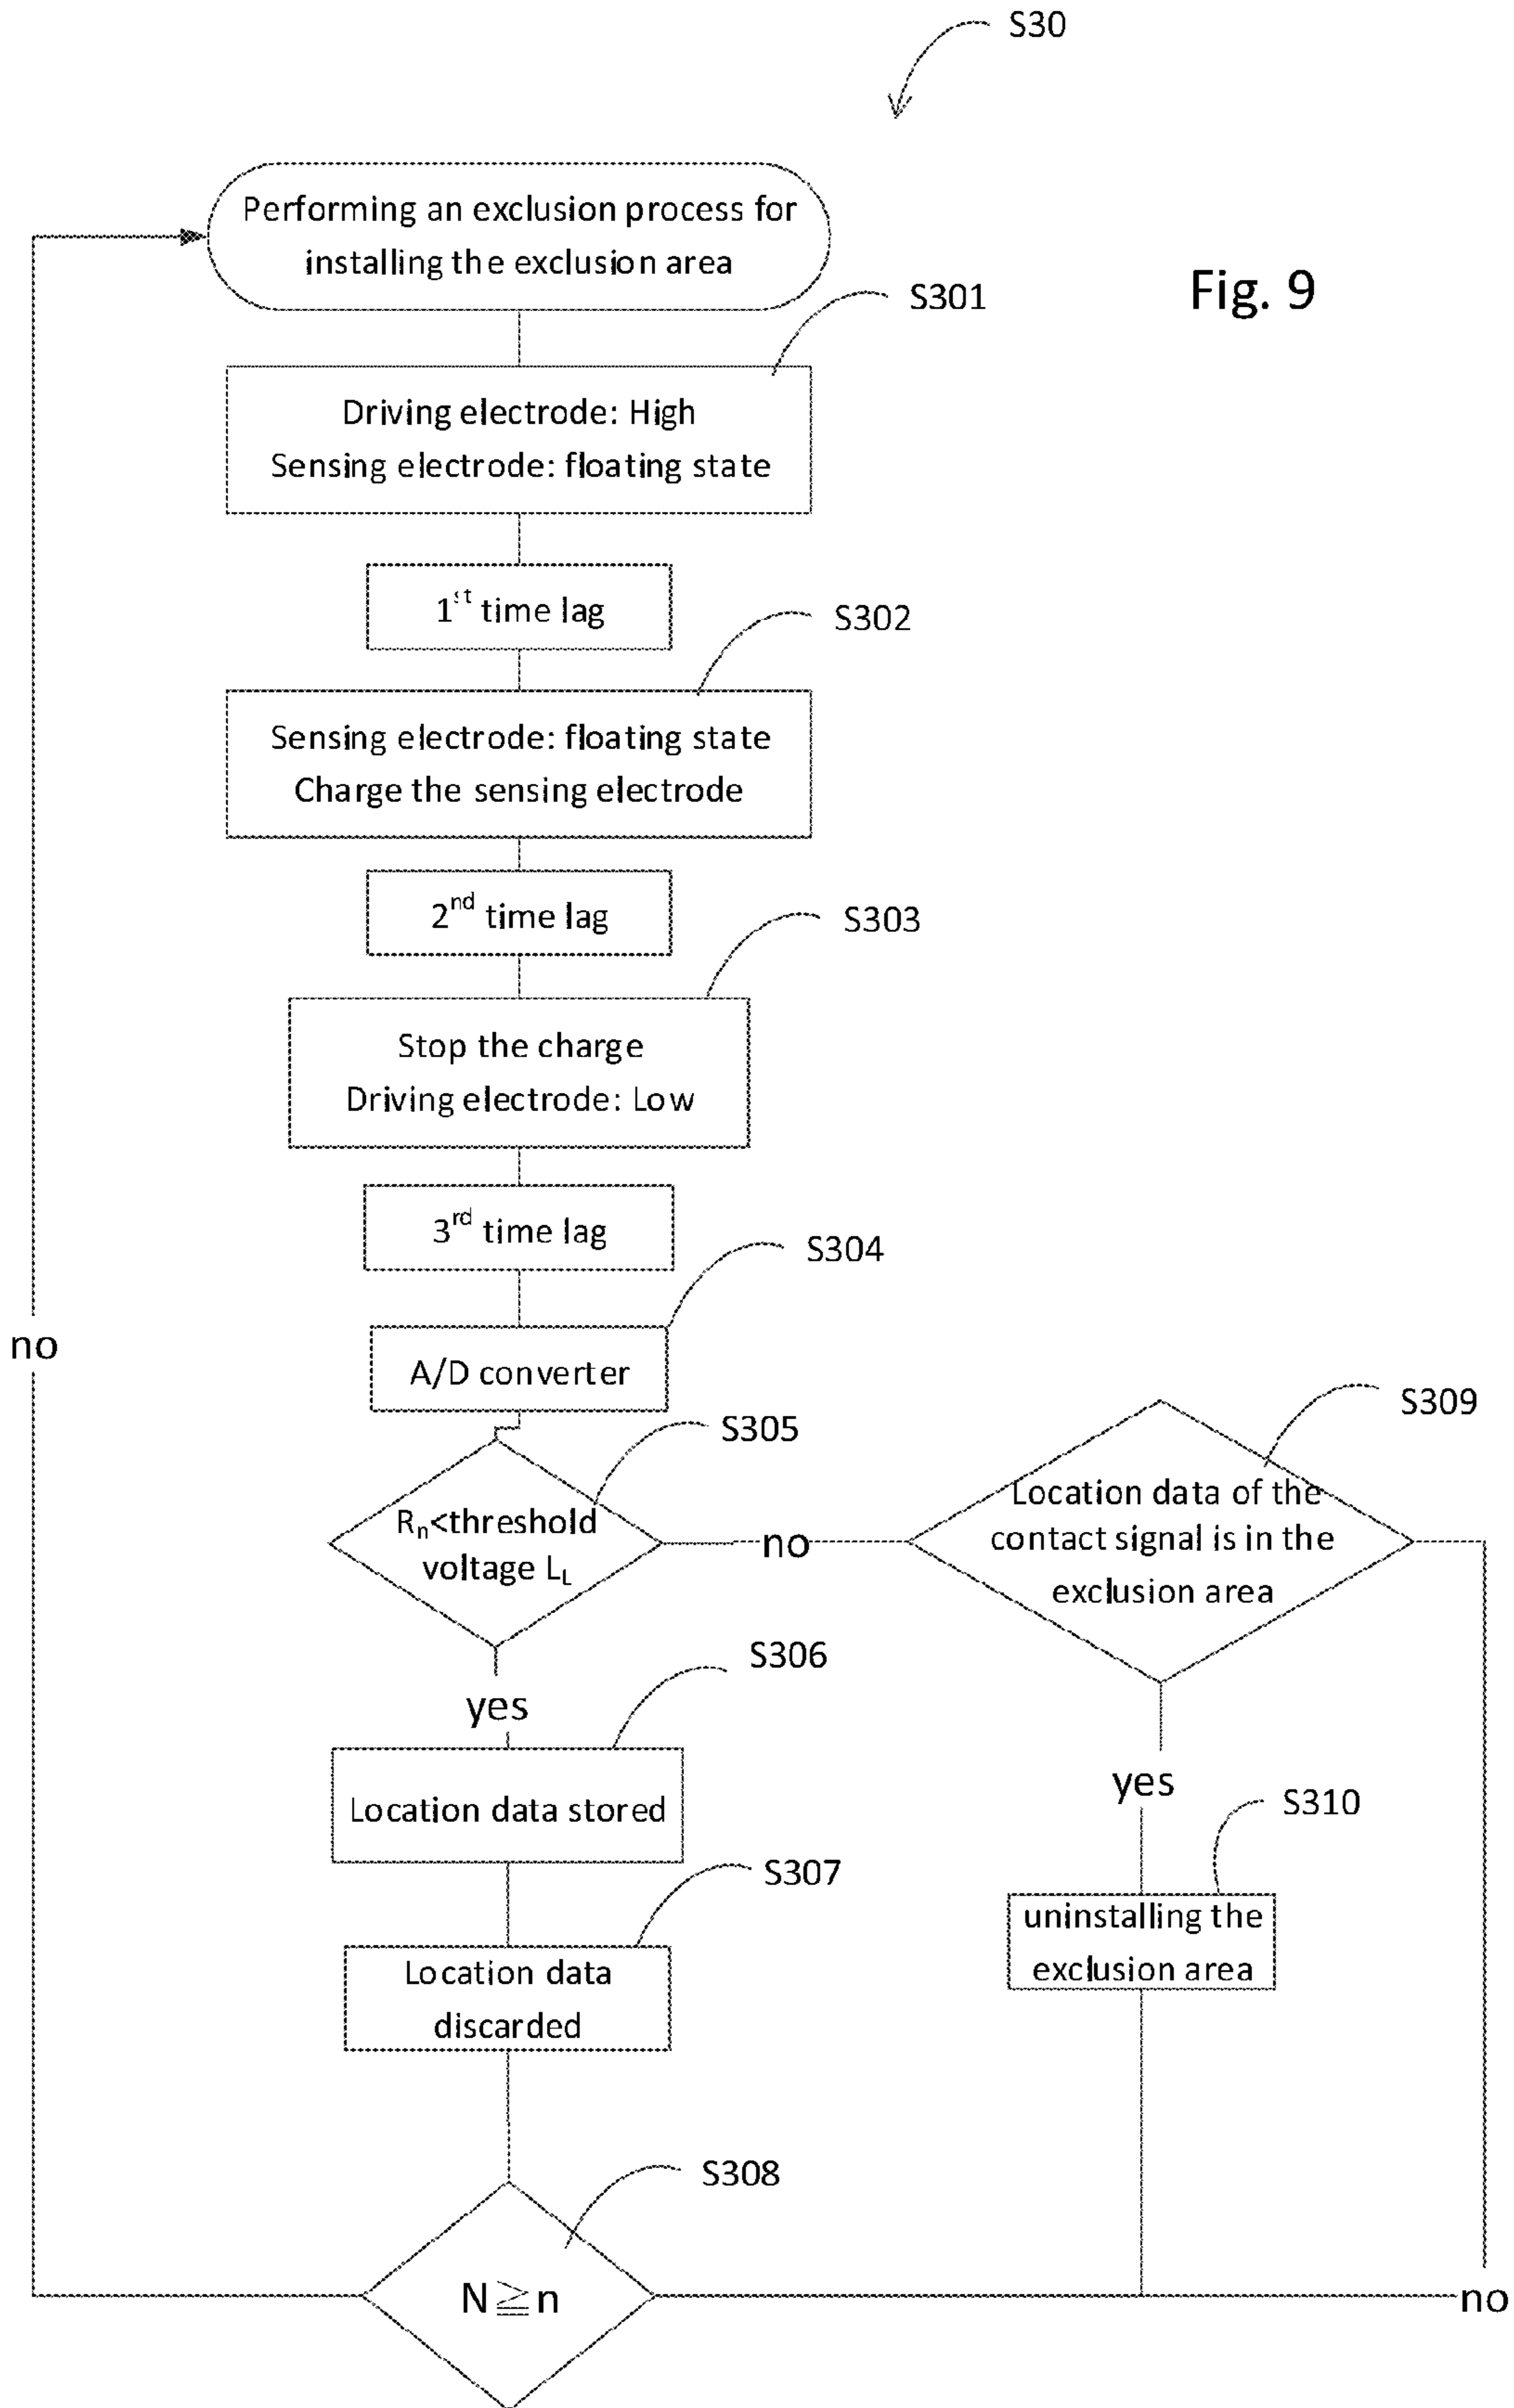 S30
Performing an exclusion process for
installing the exclusion area
Fig. 9
S301
Driving electrode: High
Sensing electrode: floating state
1st time lag
S302
Sensing electrode: floating state
Charge the sensing electrode
2nd time lag
S303
Stop the charge
Driving electrode: Low
3rd time lag
S304
no
A/D converter
S305
Rn<threshold
voltage LL
no
S309
Location data of the
contact signal is in the
exclusion area
S306
yes
Location data stored
yes
S310
S307
uninstalling the
exclusion area
Location data
discarded
S308
N≧n
no